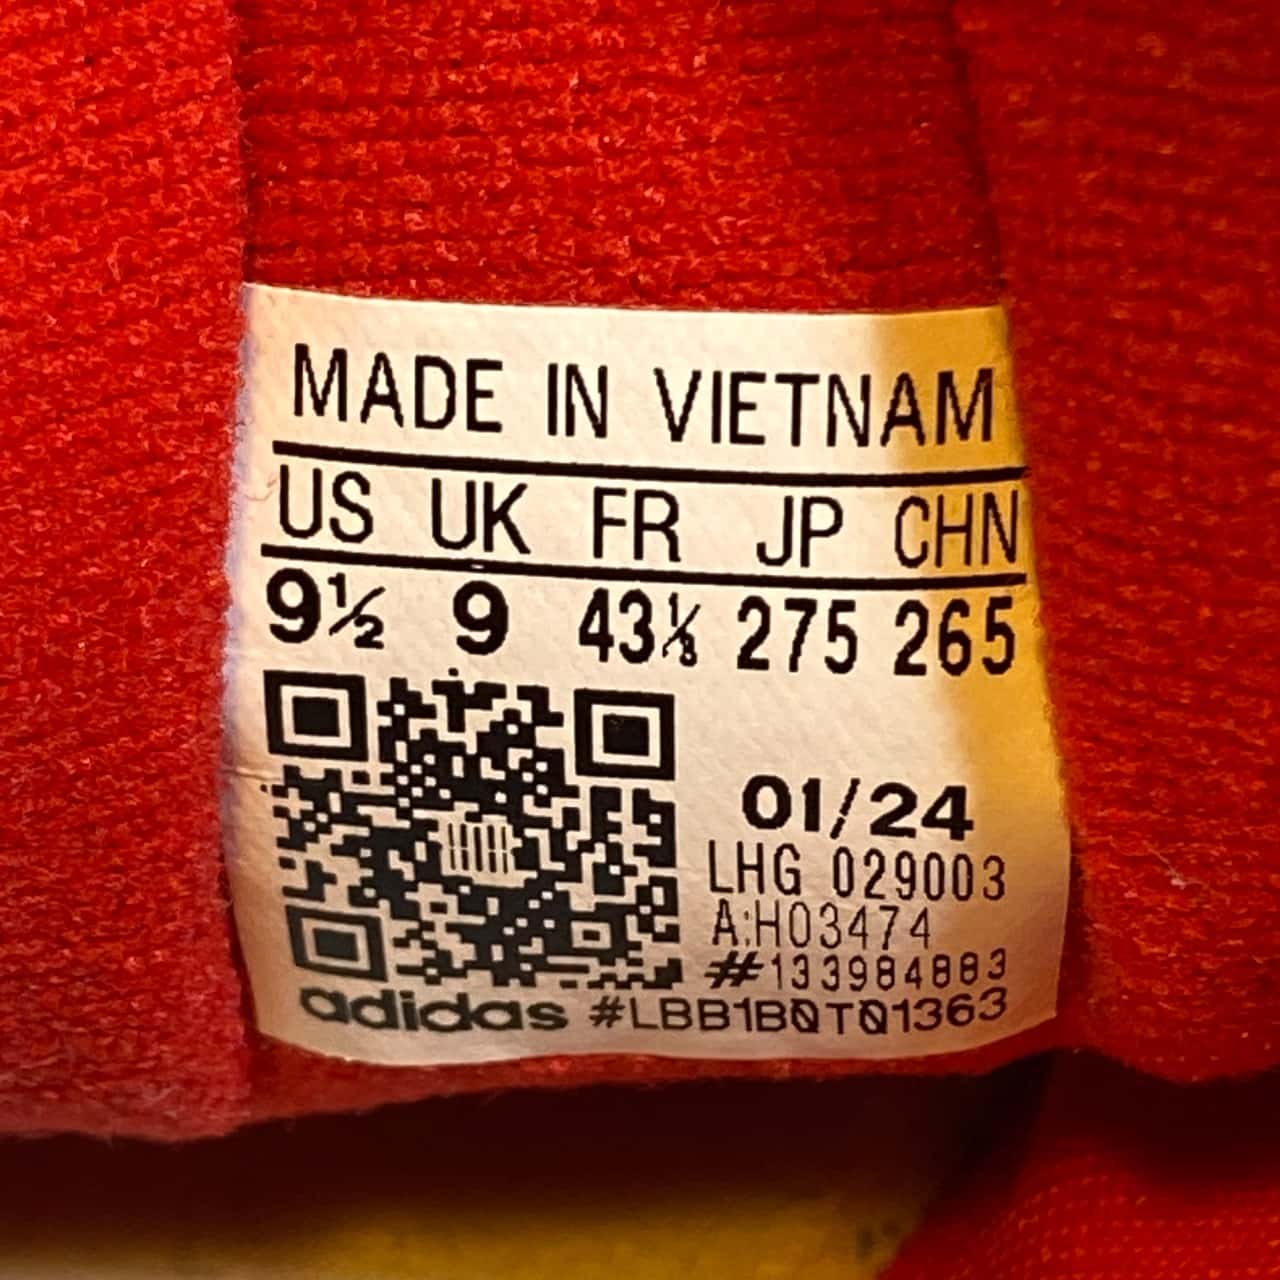 MADE IN VIETNAM
US UK FR JP CHN
9½ 9 43⅓ 275 265
01/24
LHG 029003
A:H03474
#133984883
adidas #LBB1B0T01363